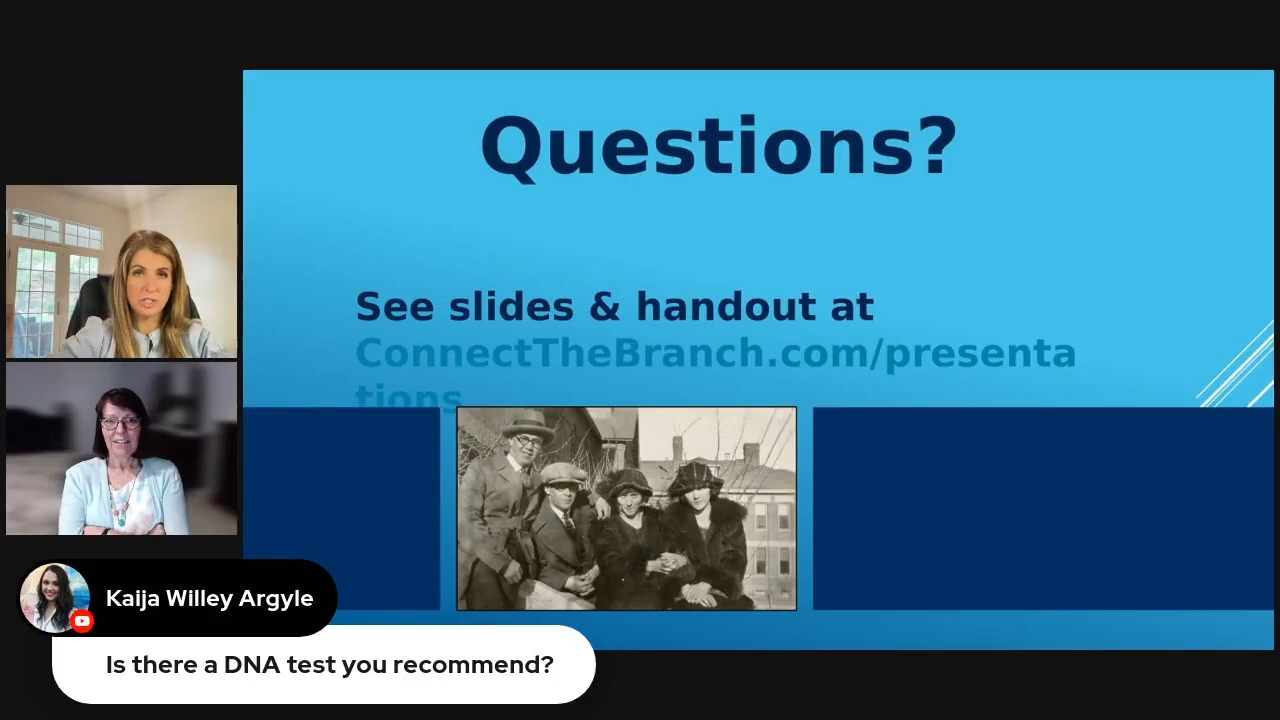 Questions?
See slides & handout at
ConnectTheBranch.com/presenta
tions
Kaija Willey Argyle
Is there a DNA test you recommend?